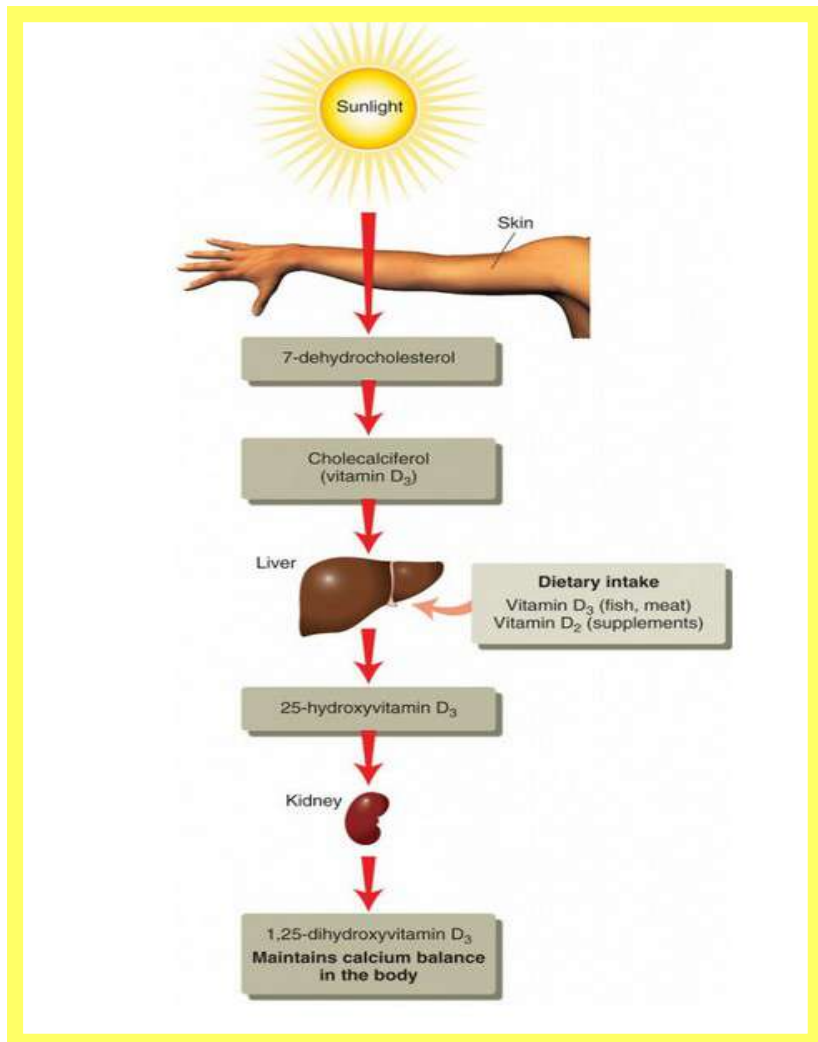 Sunlight
Skin
7-dehydrocholesterol
Cholecalciferol
(vitamin D₃)
Liver
Dietary intake
Vitamin D₃ (fish, meat)
Vitamin D₂ (supplements)
25-hydroxyvitamin D₃
Kidney
1,25-dihydroxyvitamin D₃
Maintains calcium balance
in the body